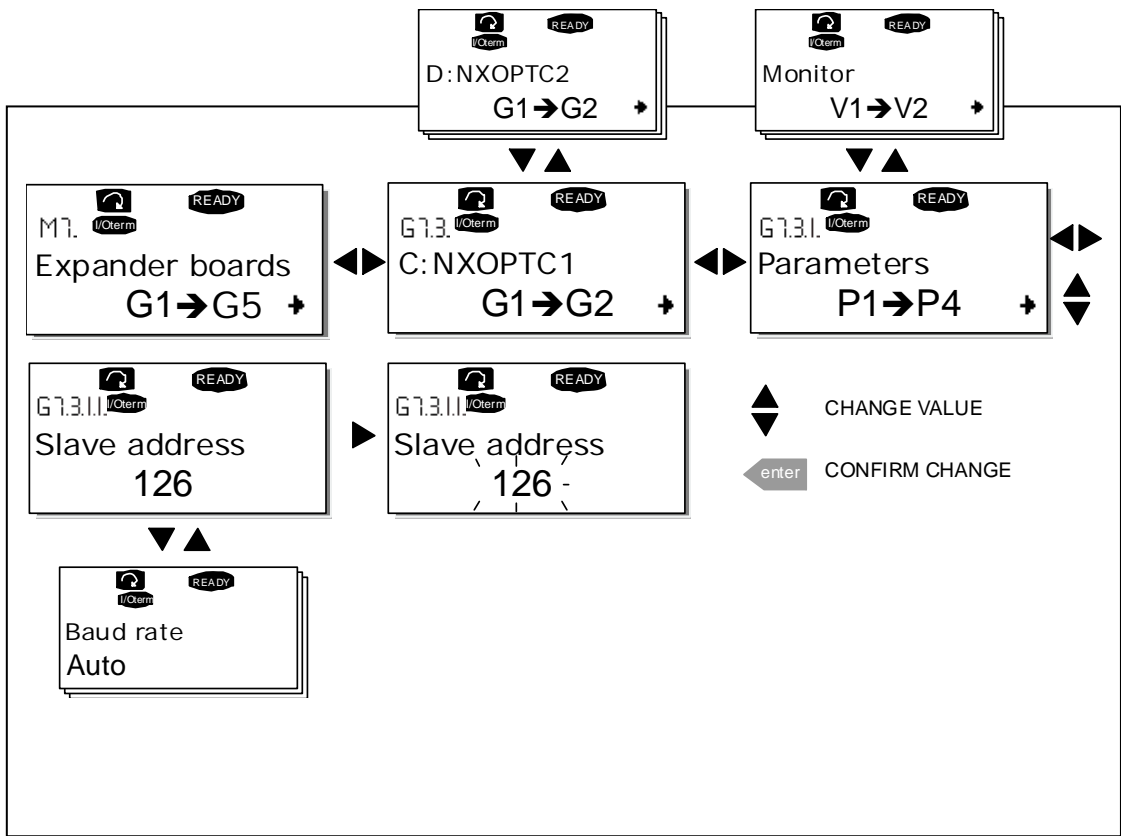 READY
I/Oterm
D:NXOPTC2
G1➔G2
READY
I/Oterm
Monitor
V1➔V2
READY
M7. I/Oterm
Expander boards
G1➔G5
READY
G7.3. I/Oterm
C:NXOPTC1
G1➔G2
READY
G7.3.1. I/Oterm
Parameters
P1➔P4
READY
G7.3.1.1. I/Oterm
Slave address
126
READY
G7.3.1.1. I/Oterm
Slave address
126
CHANGE VALUE
enter CONFIRM CHANGE
READY
I/Oterm
Baud rate
Auto